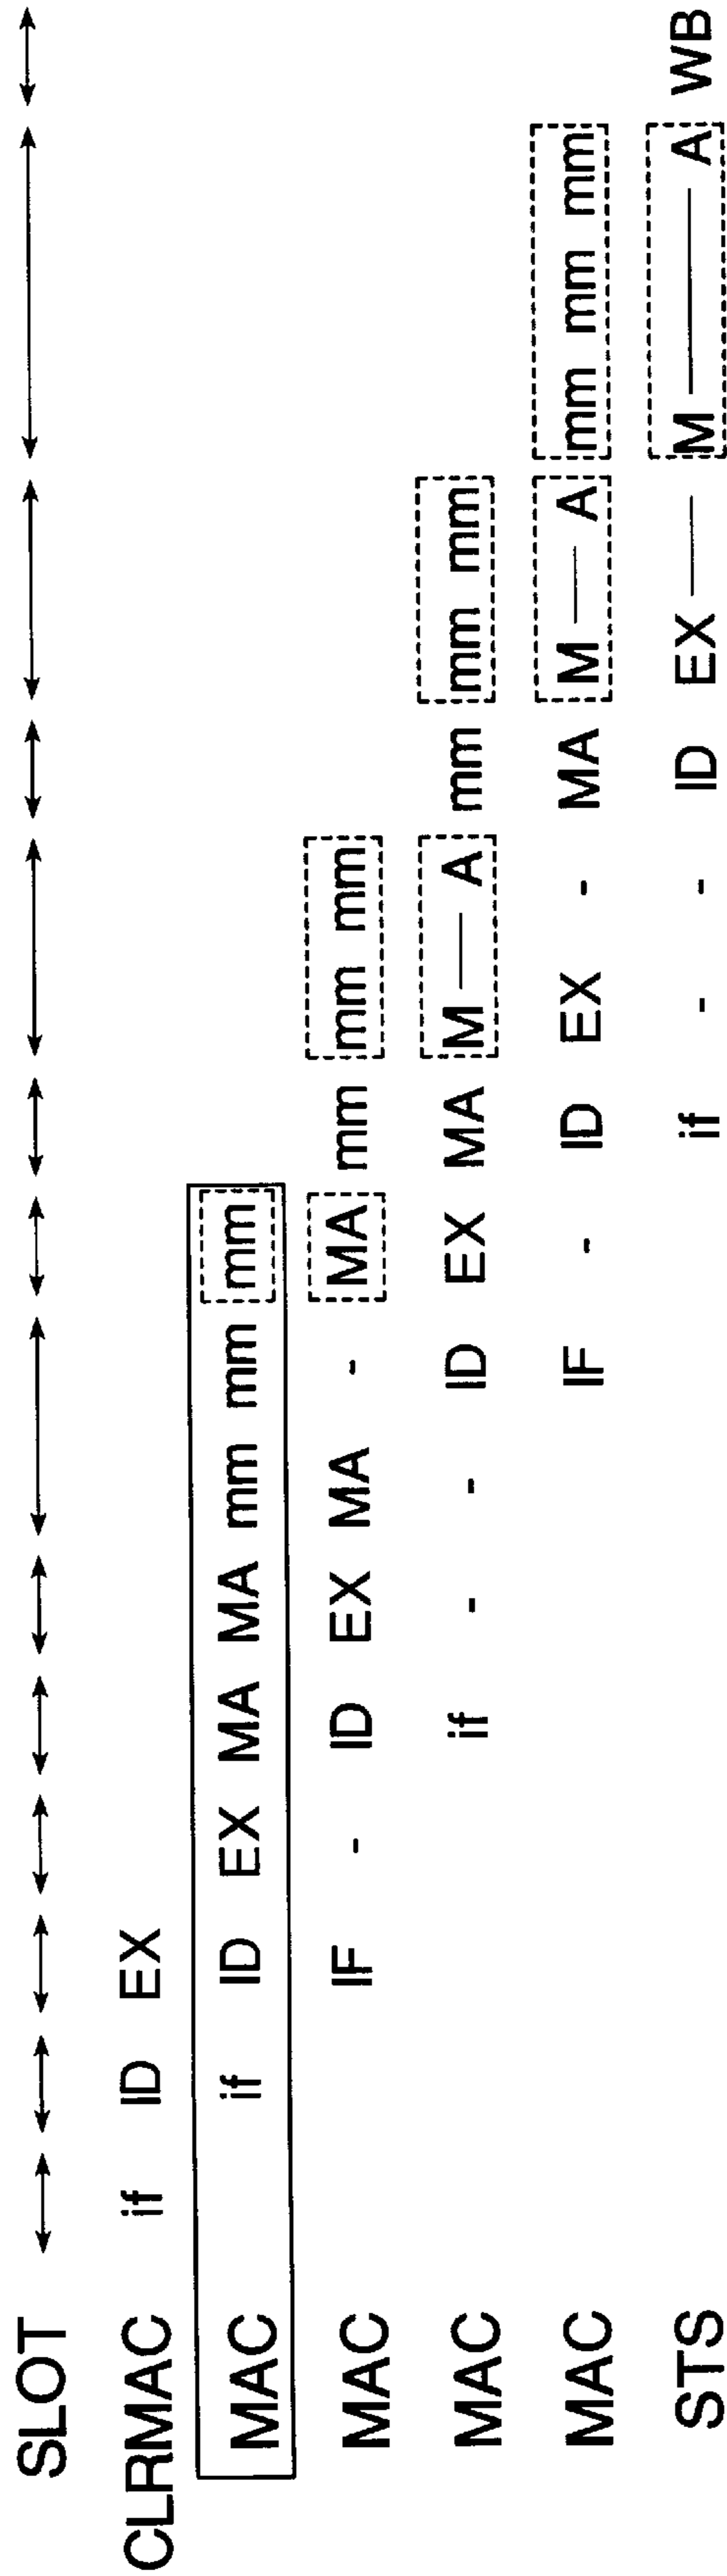 SLOT
CLRMAC if ID EX
MAC if ID EX MA MA mm mm mm
MAC IF - ID EX MA - MA mm mm mm
MAC if - - ID EX MA M — A mm mm mm
MAC IF - ID EX - MA M — A mm mm mm
STS if - - ID EX — M — A WB